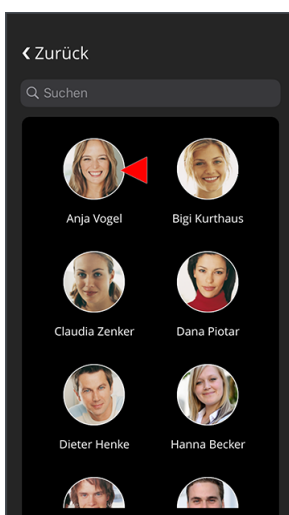 Zurück
Suchen
Anja Vogel
Bigi Kurthaus
Claudia Zenker
Dana Piotar
Dieter Henke
Hanna Becker